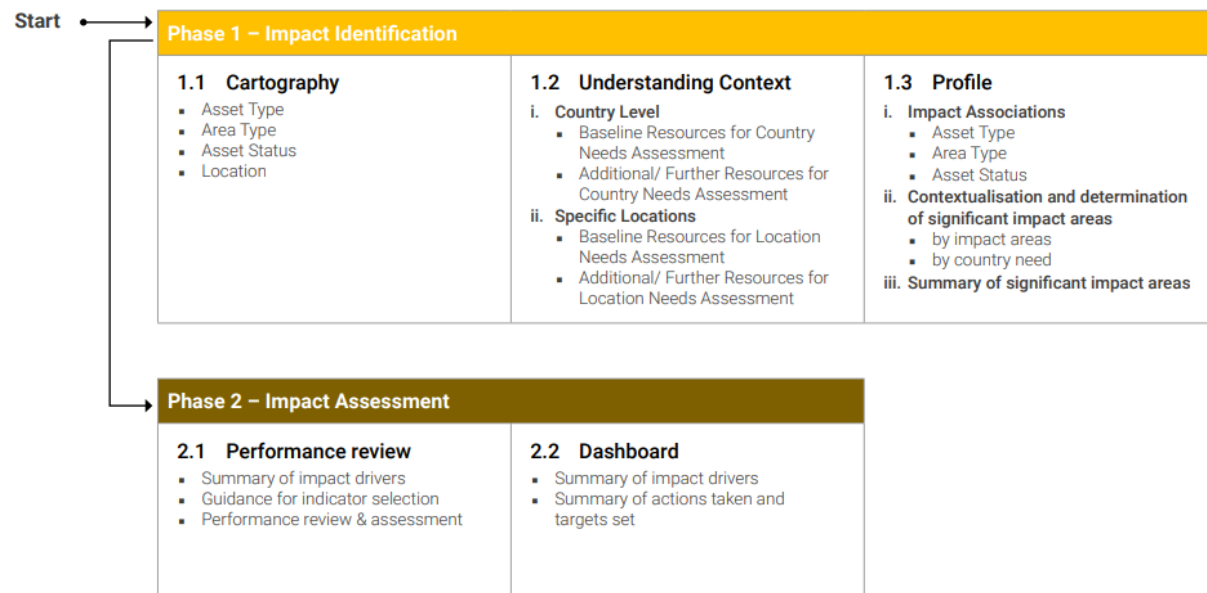 Start
Phase 1 – Impact Identification
1.1 Cartography
▪ Asset Type
▪ Area Type
▪ Asset Status
▪ Location
1.2 Understanding Context
i. Country Level
▪ Baseline Resources for Country
Needs Assessment
▪ Additional/ Further Resources for
Country Needs Assessment
ii. Specific Locations
▪ Baseline Resources for Location
Needs Assessment
▪ Additional/ Further Resources for
Location Needs Assessment
1.3 Profile
i. Impact Associations
▪ Asset Type
▪ Area Type
▪ Asset Status
ii. Contextualisation and determination
of significant impact areas
▪ by impact areas
▪ by country need
iii. Summary of significant impact areas
Phase 2 – Impact Assessment
2.1 Performance review
▪ Summary of impact drivers
▪ Guidance for indicator selection
▪ Performance review & assessment
2.2 Dashboard
▪ Summary of impact drivers
▪ Summary of actions taken and
targets set